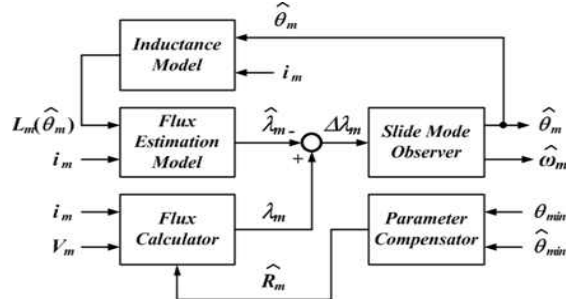 θ̂m
Inductance
Model
im
Lm(θ̂m)
Flux
Estimation
Model
λ̂m
-
+
Δλm
Slide Mode
Observer
θ̂m
ω̂m
im
im
Vm
Flux
Calculator
λm
Parameter
Compensator
θmin
θ̂min
R̂m